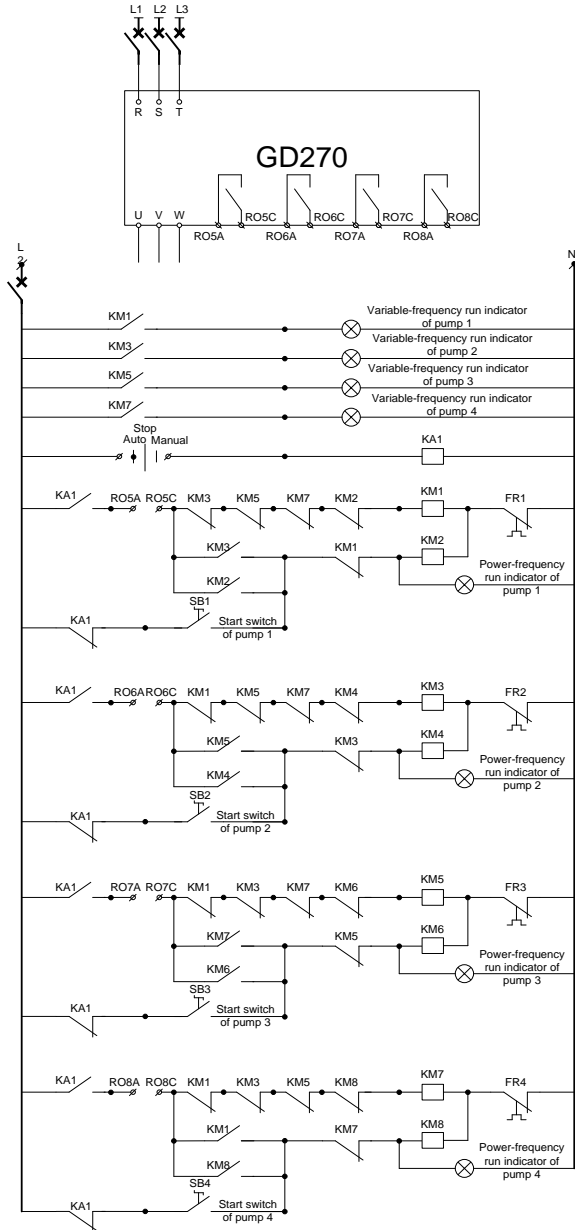 L1 L2 L3
R S T
GD270
U V W
RO5C RO6C RO7C RO8C
RO5A RO6A RO7A RO8A
L
2
N
KM1
Variable-frequency run indicator
of pump 1
KM3
Variable-frequency run indicator
of pump 2
KM5
Variable-frequency run indicator
of pump 3
KM7
Variable-frequency run indicator
of pump 4
Stop
Auto Manual
KA1
KA1 RO5A RO5C KM3 KM5 KM7 KM2 KM1 FR1
KM3 KM1 KM2
KM2
Power-frequency
run indicator of
pump 1
KA1 SB1 Start switch
of pump 1
KA1 RO6A RO6C KM1 KM5 KM7 KM4 KM3 FR2
KM5 KM3 KM4
KM4
Power-frequency
run indicator of
pump 2
KA1 SB2 Start switch
of pump 2
KA1 RO7A RO7C KM1 KM3 KM7 KM6 KM5 FR3
KM7 KM5 KM6
KM6
Power-frequency
run indicator of
pump 3
KA1 SB3 Start switch
of pump 3
KA1 RO8A RO8C KM1 KM3 KM5 KM8 KM7 FR4
KM1 KM7 KM8
KM8
Power-frequency
run indicator of
pump 4
KA1 SB4 Start switch
of pump 4